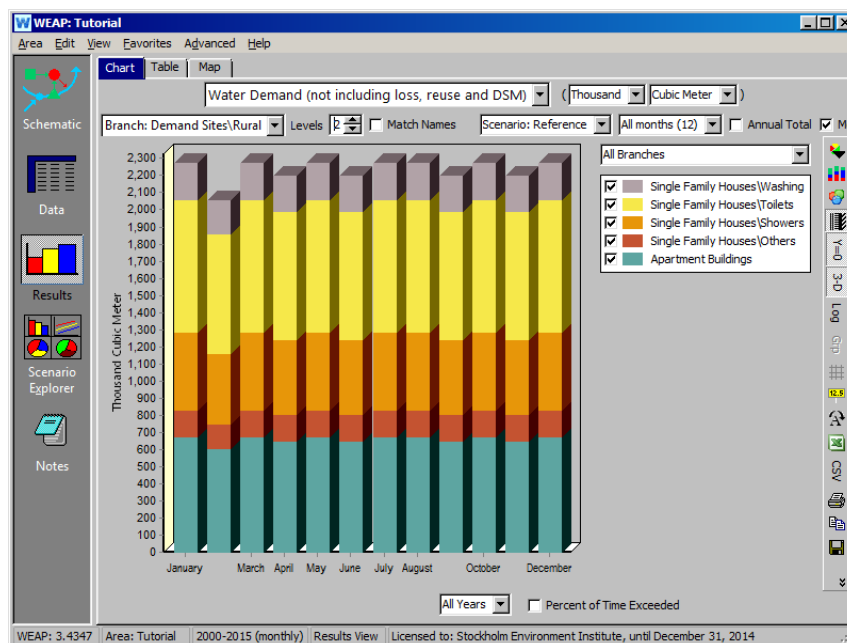 WEAP: Tutorial
Area Edit View Favorites Advanced Help
Chart Table Map
Water Demand (not including loss, reuse and DSM) ( Thousand Cubic Meter )
Branch: Demand Sites\Rural Levels 2 Match Names Scenario: Reference All months (12) Annual Total M
Schematic
Data
Results
Scenario
Explorer
Notes
Thousand Cubic Meter
2,300
2,200
2,100
2,000
1,900
1,800
1,700
1,600
1,500
1,400
1,300
1,200
1,100
1,000
900
800
700
600
500
400
300
200
100
0
January March April May June July August October December
All Branches
Single Family Houses\Washing
Single Family Houses\Toilets
Single Family Houses\Showers
Single Family Houses\Others
Apartment Buildings
Y=0
3-D
Log
Grp
12.5
A
CSV
All Years Percent of Time Exceeded
WEAP: 3.4347 Area: Tutorial 2000-2015 (monthly) Results View Licensed to: Stockholm Environment Institute, until December 31, 2014